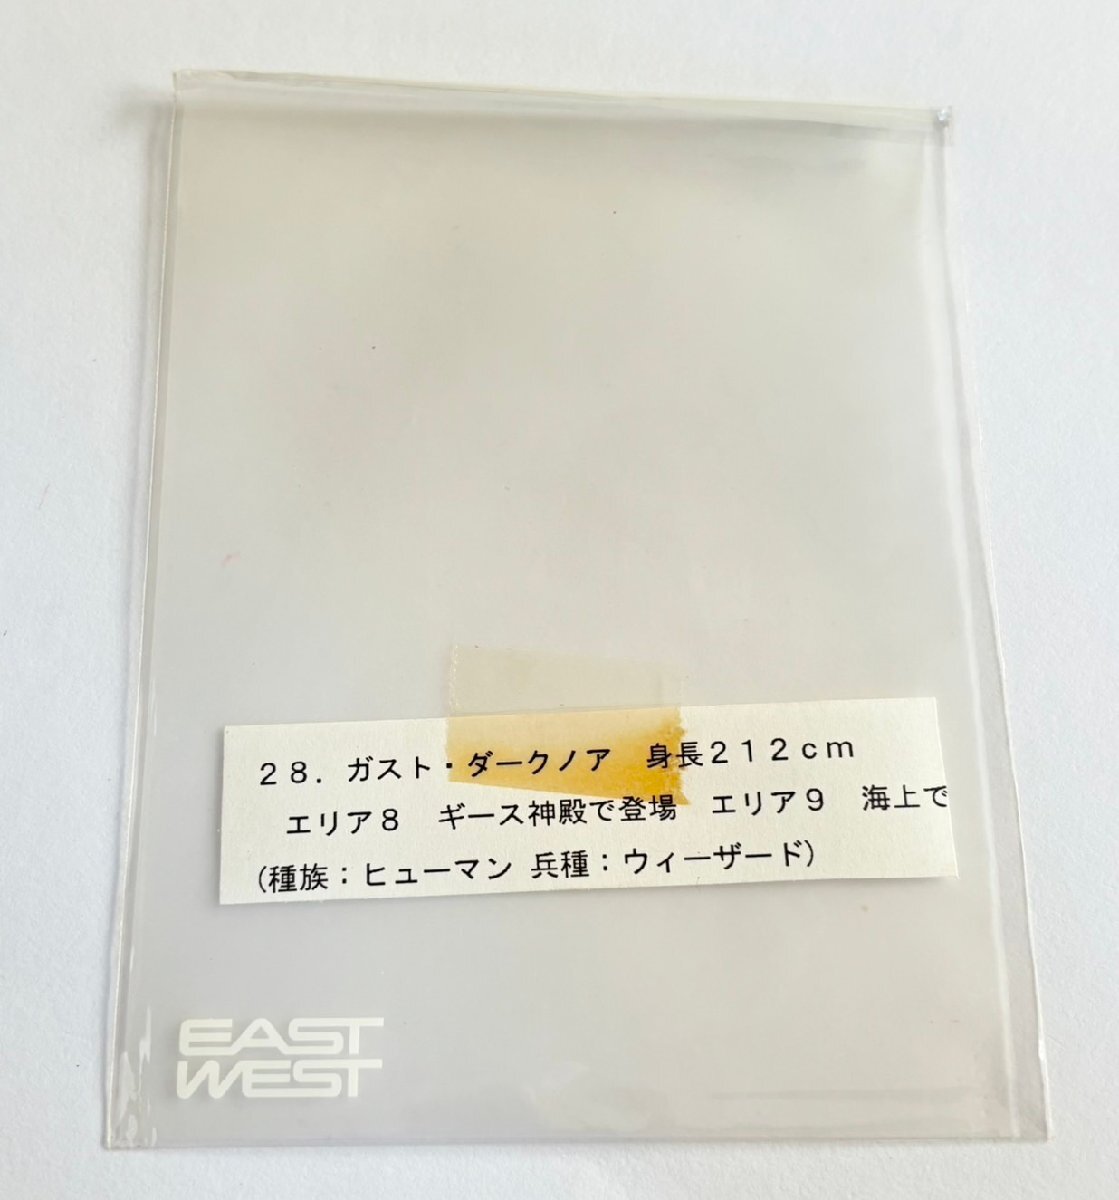 ２８．ガスト・ダークノア　身長２１２ｃｍ
エリア８　ギース神殿で登場　エリア９　海上で
(種族：ヒューマン 兵種：ウィーザード)
EAST
WEST